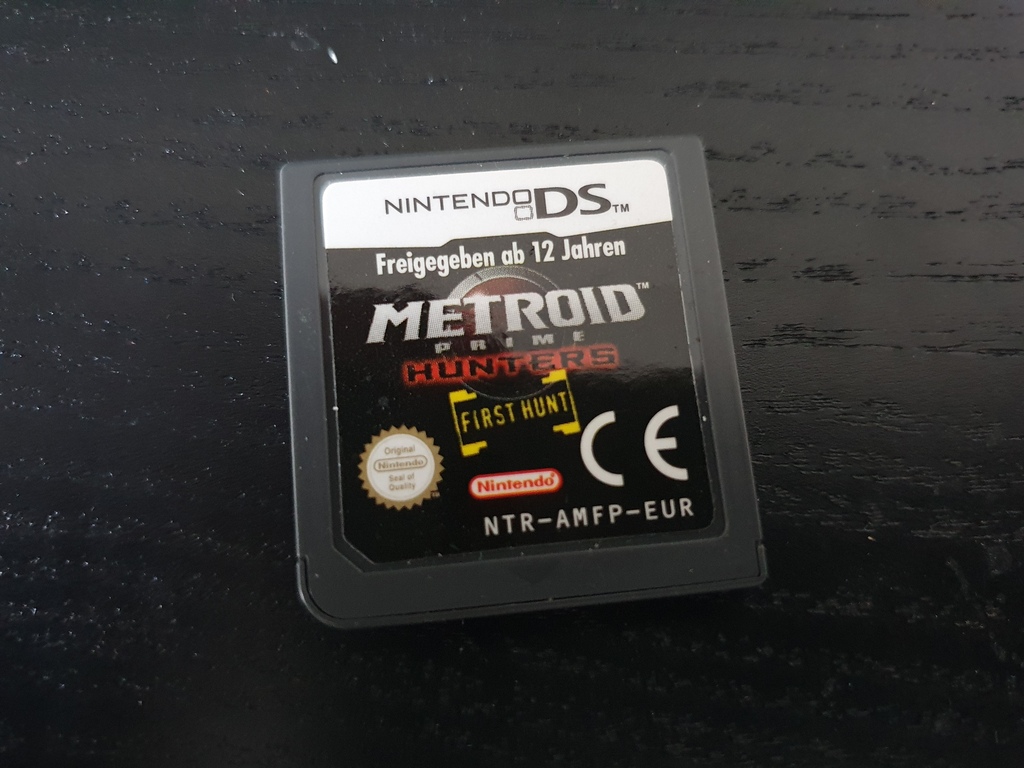 NINTENDO DS™
Freigegeben ab 12 Jahren
METROID™
PRIME
HUNTERS
FIRST HUNT
Original
Nintendo
Seal of
Quality
TM
Nintendo®
CE
NTR-AMFP-EUR